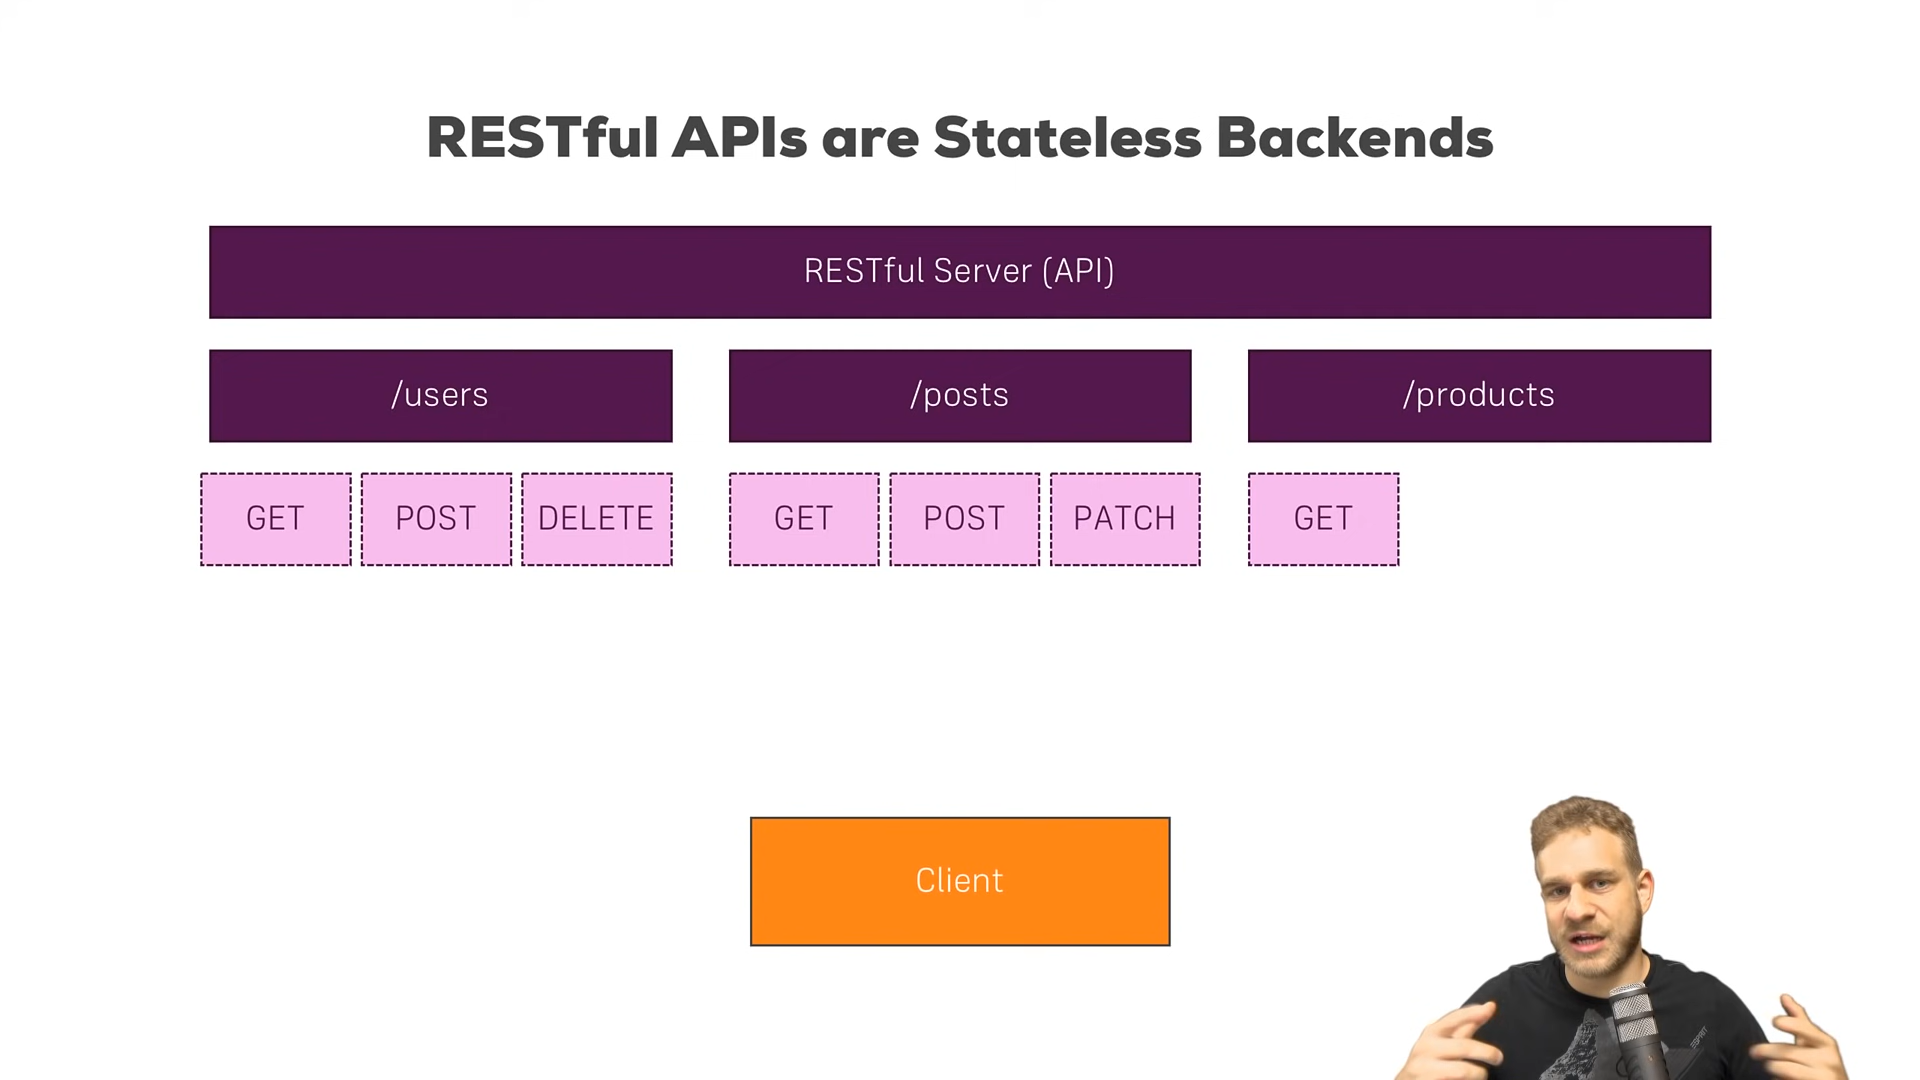 RESTful APIs are Stateless Backends
RESTful Server (API)
/users
/posts
/products
GET
POST
DELETE
GET
POST
PATCH
GET
Client
ESPRIT